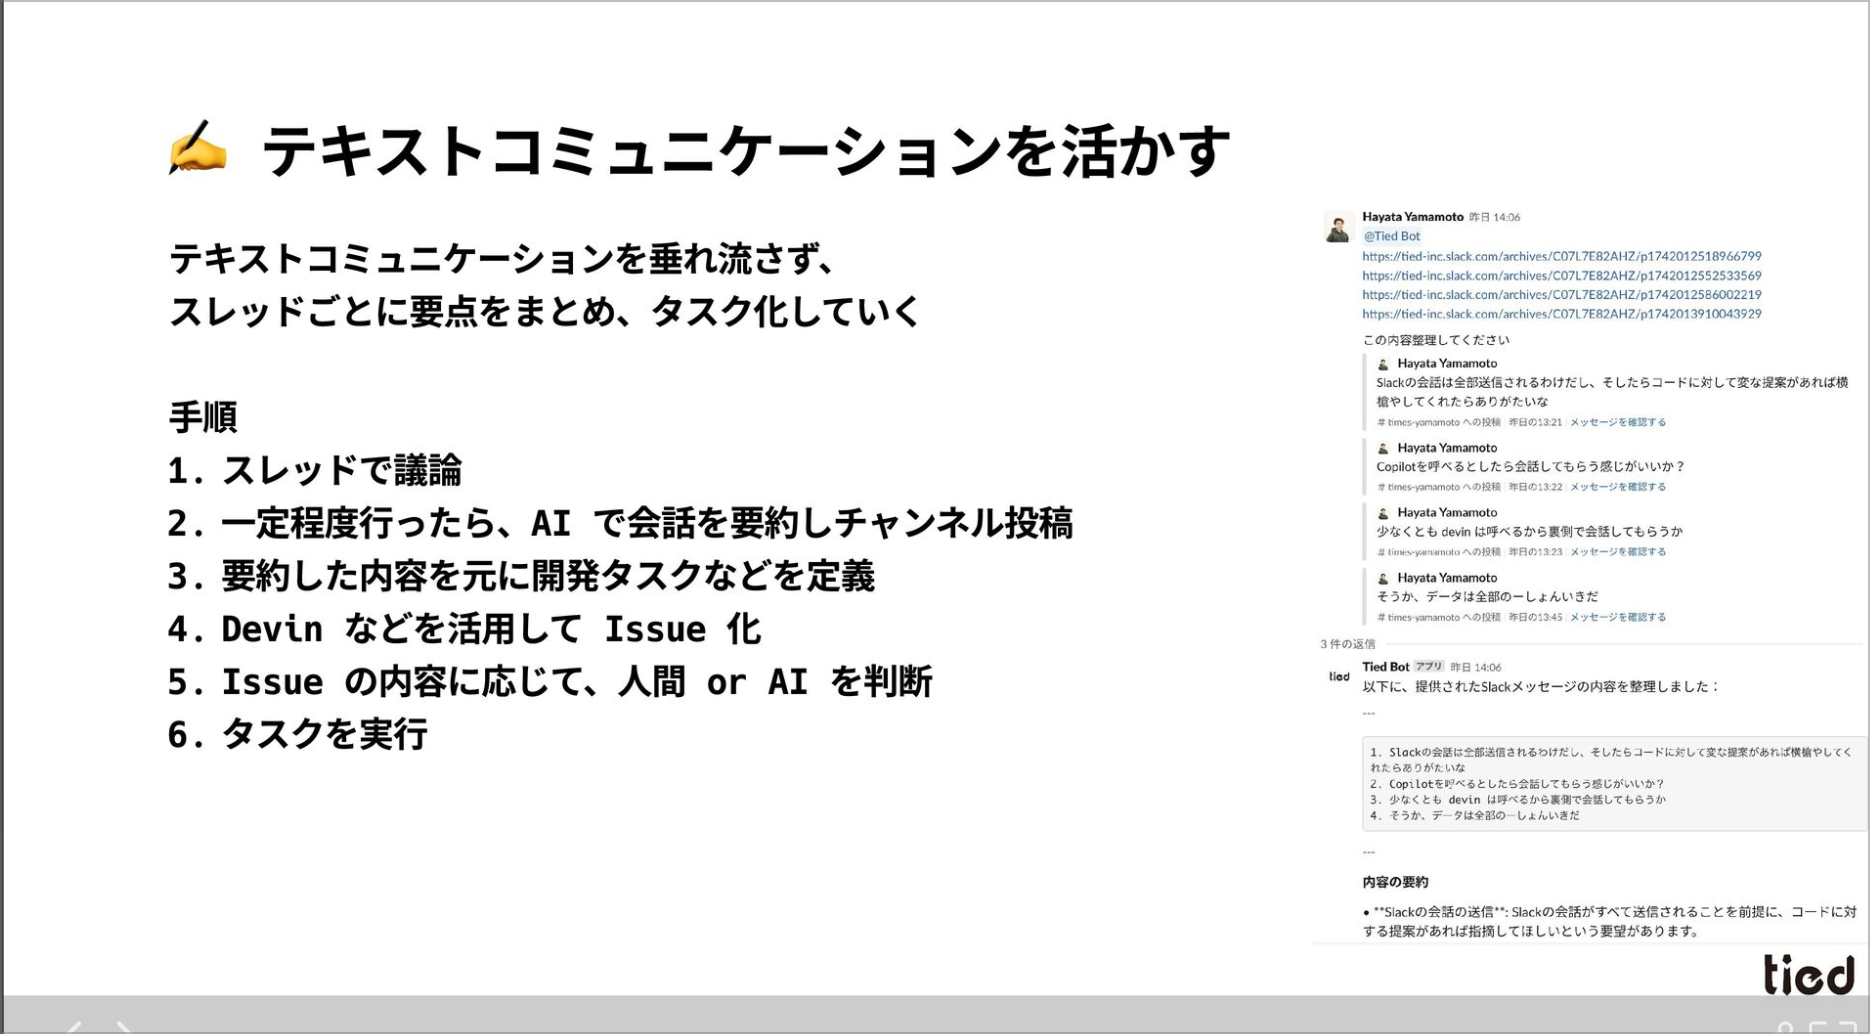 ✍️ テキストコミュニケーションを活かす
テキストコミュニケーションを垂れ流さず、
スレッドごとに要点をまとめ、タスク化していく
手順
1. スレッドで議論
2. 一定程度行ったら、AI で会話を要約しチャンネル投稿
3. 要約した内容を元に開発タスクなどを定義
4. Devin などを活用して Issue 化
5. Issue の内容に応じて、人間 or AI を判断
6. タスクを実行
Hayata Yamamoto 昨日 14:06
@Tied Bot
https://tied-inc.slack.com/archives/C07L7E82AHZ/p1742012518966799
https://tied-inc.slack.com/archives/C07L7E82AHZ/p1742012552533569
https://tied-inc.slack.com/archives/C07L7E82AHZ/p1742012586002219
https://tied-inc.slack.com/archives/C07L7E82AHZ/p1742013910043929
この内容整理してください
Hayata Yamamoto
Slackの会話は全部送信されるわけだし、そしたらコードに対して変な提案があれば横
槍やしてくれたらありがたいな
# times-yamamoto への投稿 | 昨日の13:21 | メッセージを確認する
Hayata Yamamoto
Copilotを呼べるとしたら会話してもらう感じがいいか？
# times-yamamoto への投稿 | 昨日の13:22 | メッセージを確認する
Hayata Yamamoto
少なくとも devin は呼べるから裏側で会話してもらうか
# times-yamamoto への投稿 | 昨日の13:23 | メッセージを確認する
Hayata Yamamoto
そうか、データは全部のーしょんいきだ
# times-yamamoto への投稿 | 昨日の13:45 | メッセージを確認する
3 件の返信
tied
Tied Bot アプリ 昨日 14:06
以下に、提供されたSlackメッセージの内容を整理しました：
---
1. Slackの会話は全部送信されるわけだし、そしたらコードに対して変な提案があれば横槍やしてく
れたらありがたいな
2. Copilotを呼べるとしたら会話してもらう感じがいいか？
3. 少なくとも devin は呼べるから裏側で会話してもらうか
4. そうか、データは全部のーしょんいきだ
---
内容の要約
• **Slackの会話の送信**: Slackの会話がすべて送信されることを前提に、コードに対
する提案があれば指摘してほしいという要望があります。
tied